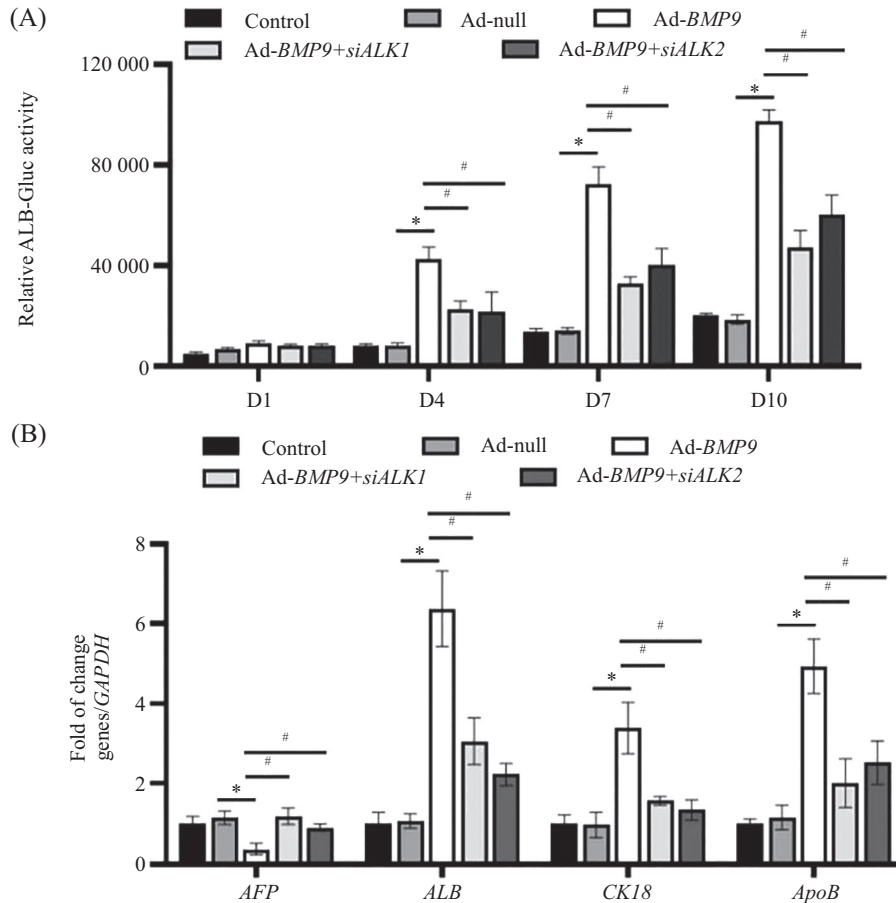 (A)
Control Ad-null Ad-BMP9
Ad-BMP9+siALK1 Ad-BMP9+siALK2
Relative ALB-Gluc activity
120 000
80 000
40 000
0
* # #
* # #
* # #
D1 D4 D7 D10
(B)
Control Ad-null Ad-BMP9
Ad-BMP9+siALK1 Ad-BMP9+siALK2
Fold of change
genes/GAPDH
8
6
4
2
0
* # #
* # #
* # #
* # #
AFP ALB CK18 ApoB